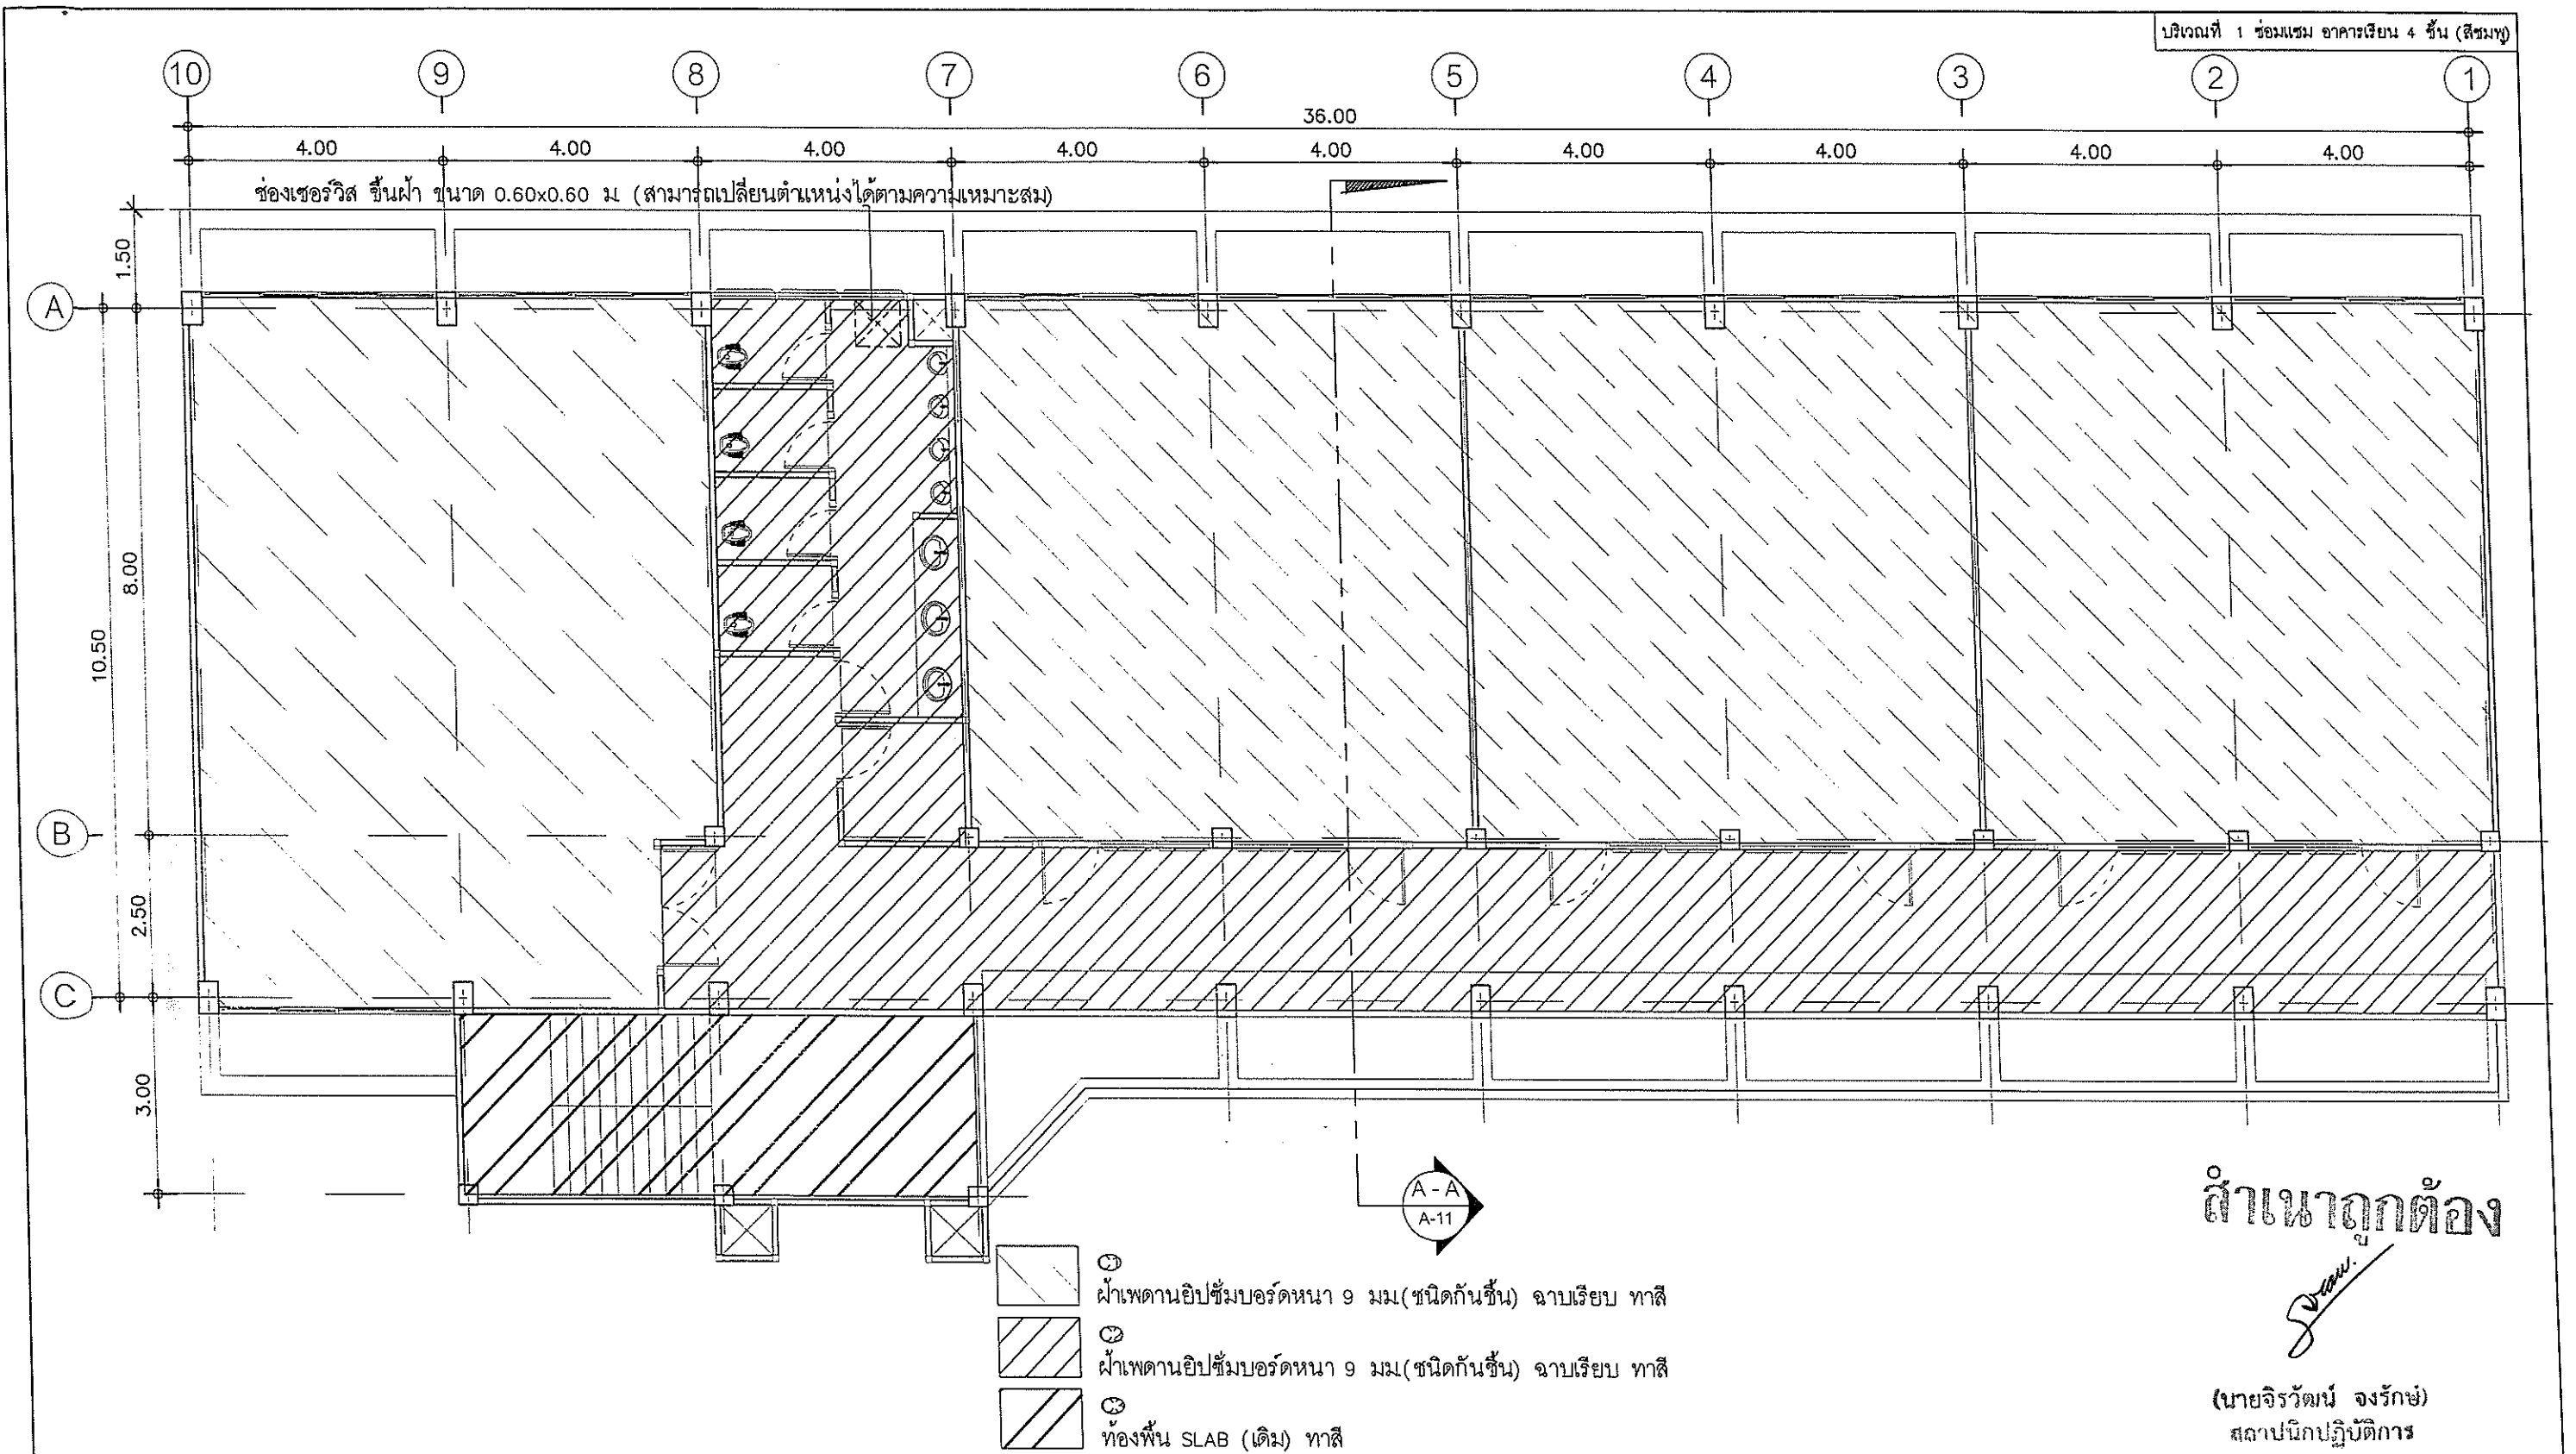 บริเวณที่ 1 ซ่อมแซม อาคารเรียน 4 ชั้น (สีชมพู)
10 9 8 7 6 5 4 3 2 1
36.00
4.00 4.00 4.00 4.00 4.00 4.00 4.00 4.00 4.00
ช่องเซอร์วิส ขึ้นฝ้า ขนาด 0.60x0.60 ม. (สามารถเปลี่ยนตำแหน่งได้ตามความเหมาะสม)
1.50
A
8.00
10.50
B
2.50
C
3.00
A - A
A-11
สำเนาถูกต้อง
C1
ฝ้าเพดานยิปซั่มบอร์ดหนา 9 มม.(ชนิดกันชื้น) ฉาบเรียบ ทาสี
C2
ฝ้าเพดานยิปซั่มบอร์ดหนา 9 มม.(ชนิดกันชื้น) ฉาบเรียบ ทาสี
C3
ท้องพื้น SLAB (เดิม) ทาสี
(นายจิรวัฒน์ จงรักษ์)
สถาปนิกปฏิบัติการ